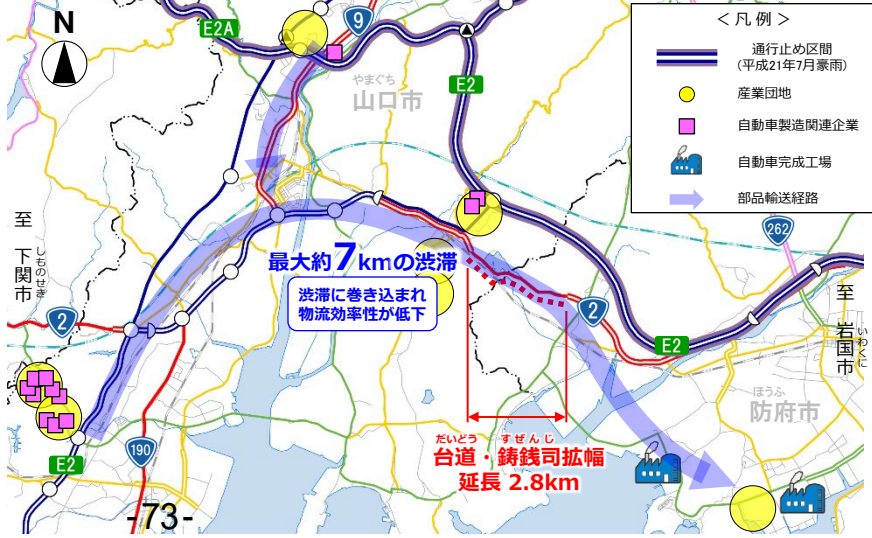 N
E2A
9
やまぐち
山口市
E2
<凡例>
通行止め区間
(平成21年7月豪雨)
産業団地
自動車製造関連企業
自動車完成工場
部品輸送経路
262
至
下関市
しものせき
2
最大約7kmの渋滞
渋滞に巻き込まれ
物流効率性が低下
2
E2
至
岩国市
いわくに
ほうふ
防府市
だいどう すぜんじ
台道・鋳銭司拡幅
延長 2.8km
190
E2
-73-